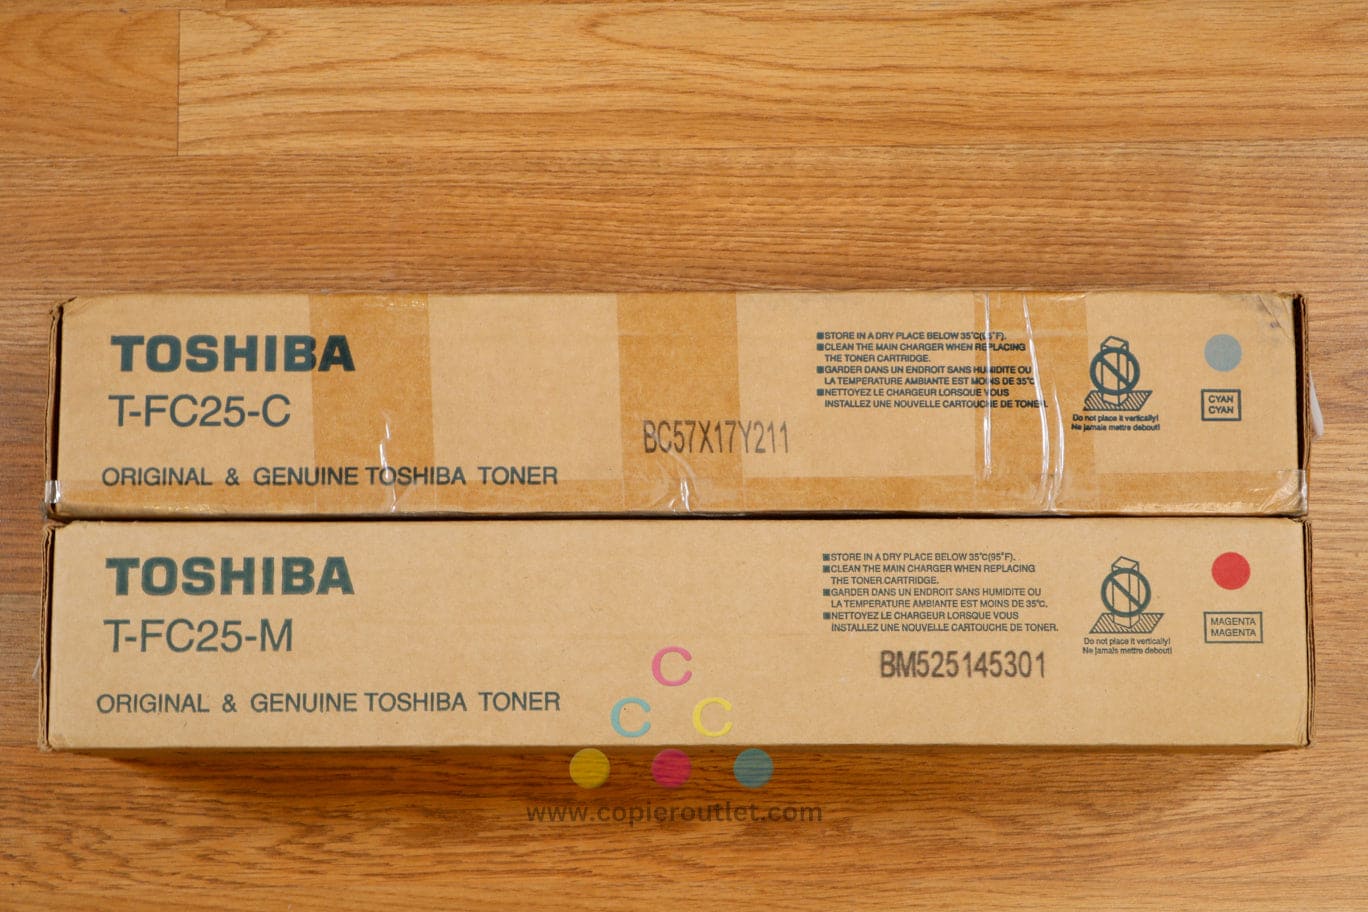 TOSHIBA
T-FC25-C
ORIGINAL & GENUINE TOSHIBA TONER
BC57X17Y211
■STORE IN A DRY PLACE BELOW 35°C(95°F).
■CLEAN THE MAIN CHARGER WHEN REPLACING
THE TONER CARTRIDGE.
■GARDER DANS UN ENDROIT SANS HUMIDITE OU
LA TEMPERATURE AMBIANTE EST MOINS DE 35°C.
■NETTOYEZ LE CHARGEUR LORSQUE VOUS
INSTALLEZ UNE NOUVELLE CARTOUCHE DE TONER.
Do not place it vertically!
Ne jamais mettre debout!
CYAN
CYAN
TOSHIBA
T-FC25-M
ORIGINAL & GENUINE TOSHIBA TONER
■STORE IN A DRY PLACE BELOW 35°C(95°F).
■CLEAN THE MAIN CHARGER WHEN REPLACING
THE TONER CARTRIDGE.
■GARDER DANS UN ENDROIT SANS HUMIDITE OU
LA TEMPERATURE AMBIANTE EST MOINS DE 35°C.
■NETTOYEZ LE CHARGEUR LORSQUE VOUS
INSTALLEZ UNE NOUVELLE CARTOUCHE DE TONER.
BM525145301
Do not place it vertically!
Ne jamais mettre debout!
MAGENTA
MAGENTA
C
C C
www.copieroutlet.com